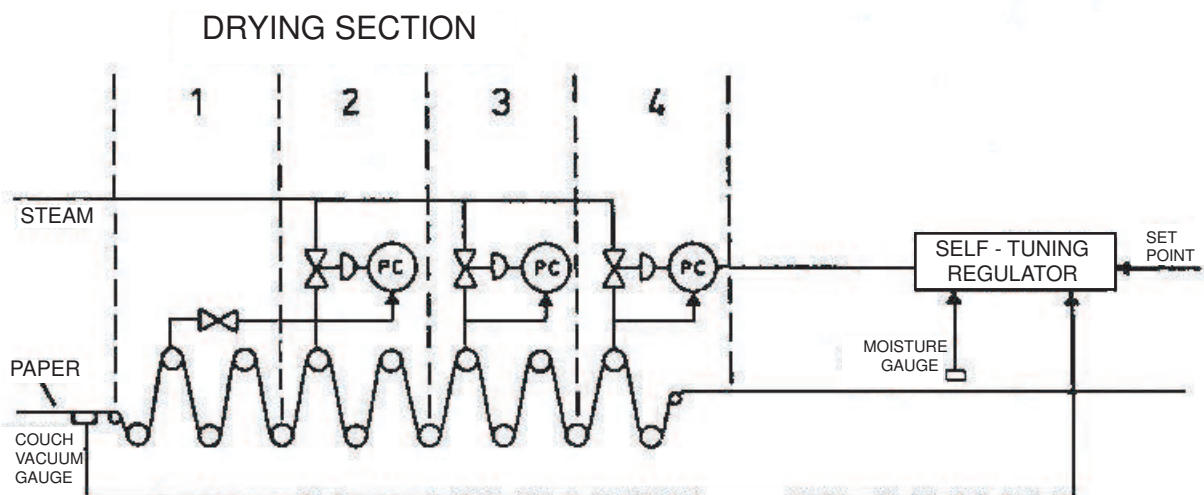 DRYING SECTION
1 2 3 4
STEAM
PC PC PC
SELF - TUNING
REGULATOR
SET
POINT
MOISTURE
GAUGE
PAPER
COUCH
VACUUM
GAUGE